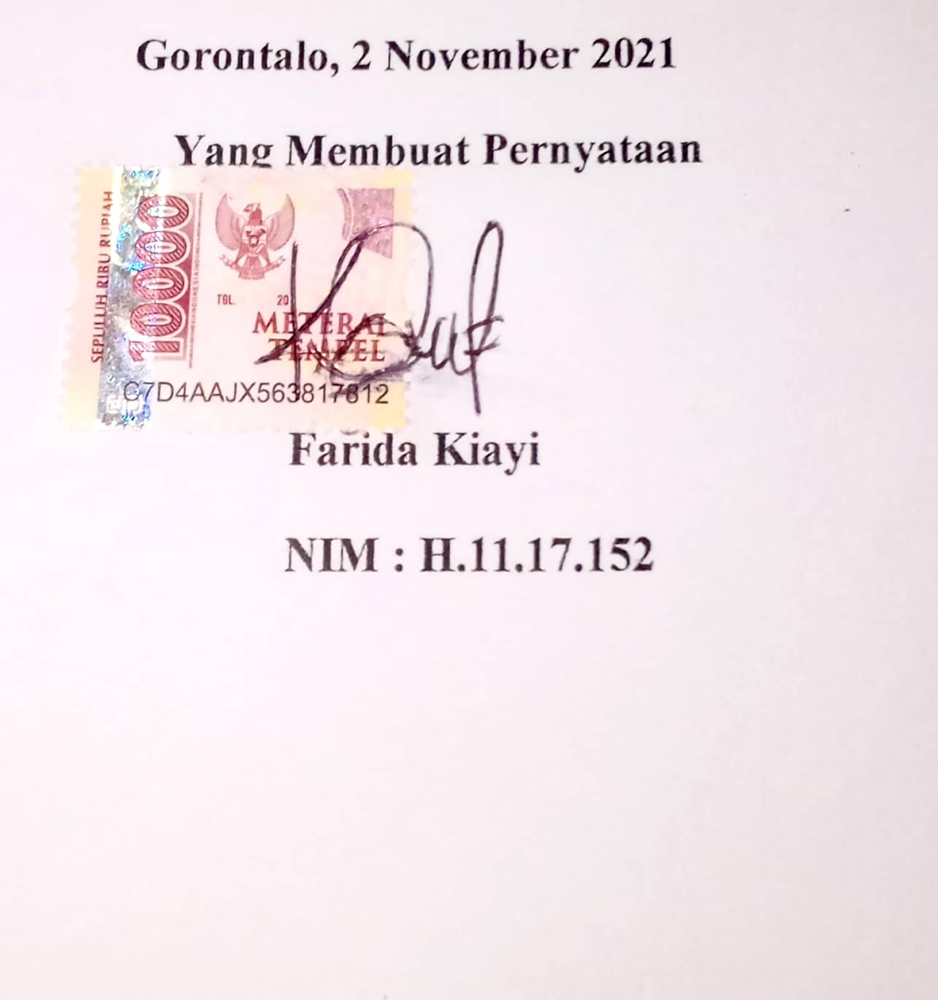 Gorontalo, 2 November 2021
Yang Membuat Pernyataan
SEPULUH RIBU RUPIAH
10000
TGL. 20
METERAI
TEMPEL
C7D4AAJX563817812
Farida Kiayi
NIM : H.11.17.152